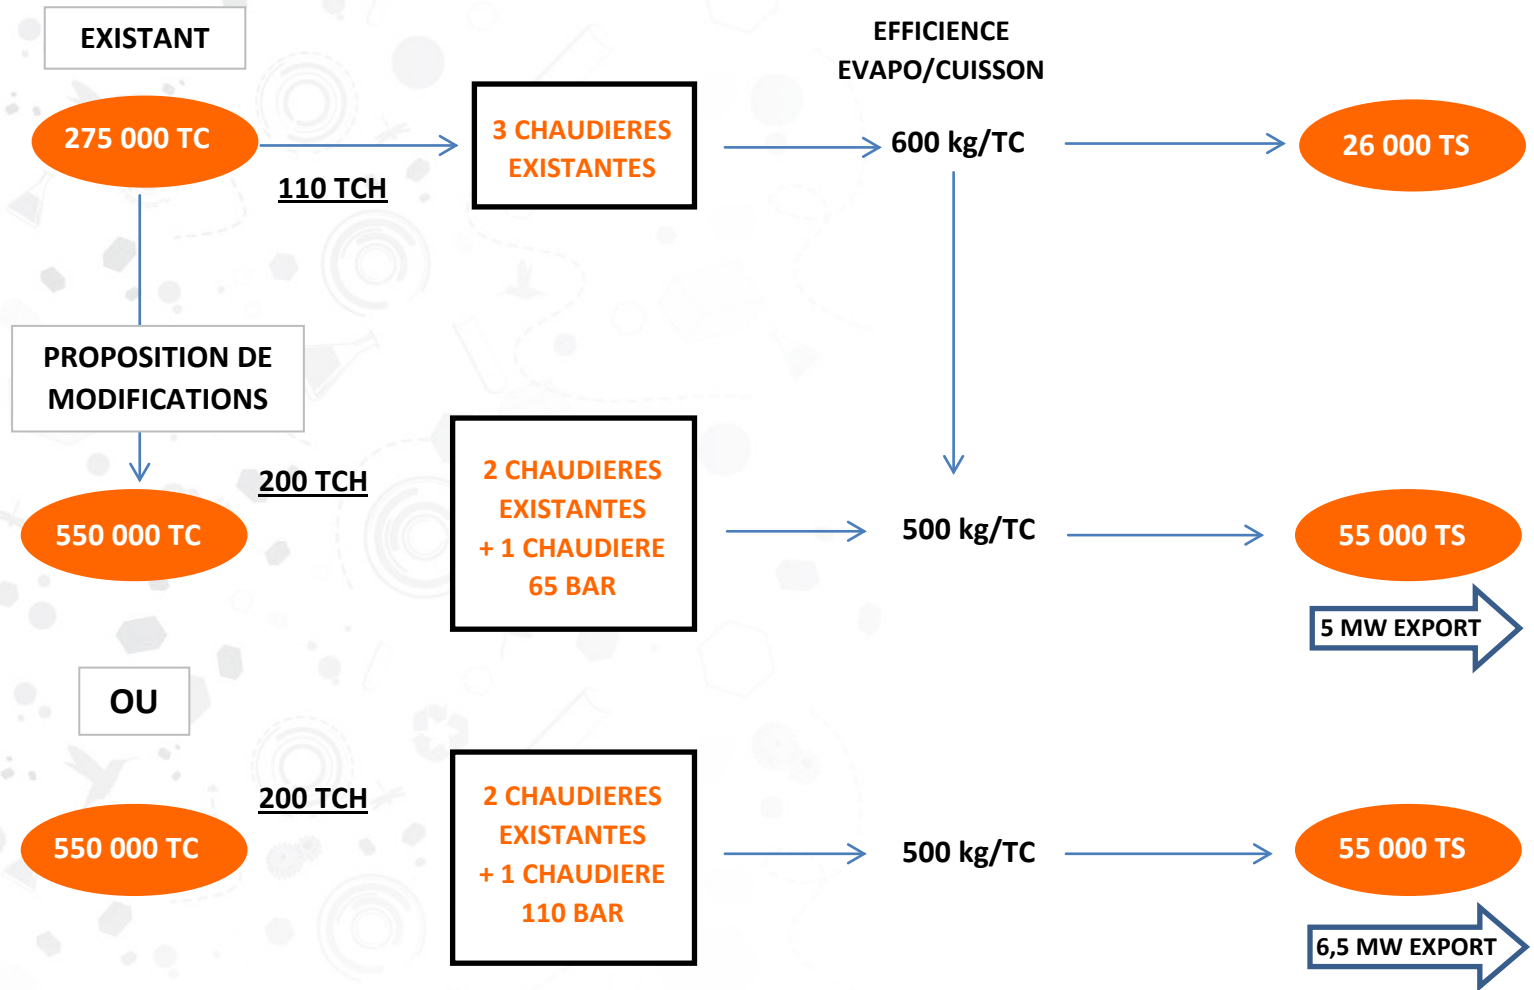 EXISTANT
EFFICIENCE
EVAPO/CUISSON
275 000 TC
110 TCH
3 CHAUDIERES
EXISTANTES
600 kg/TC
26 000 TS
PROPOSITION DE
MODIFICATIONS
550 000 TC
200 TCH
2 CHAUDIERES
EXISTANTES
+ 1 CHAUDIERE
65 BAR
500 kg/TC
55 000 TS
5 MW EXPORT
OU
550 000 TC
200 TCH
2 CHAUDIERES
EXISTANTES
+ 1 CHAUDIERE
110 BAR
500 kg/TC
55 000 TS
6,5 MW EXPORT